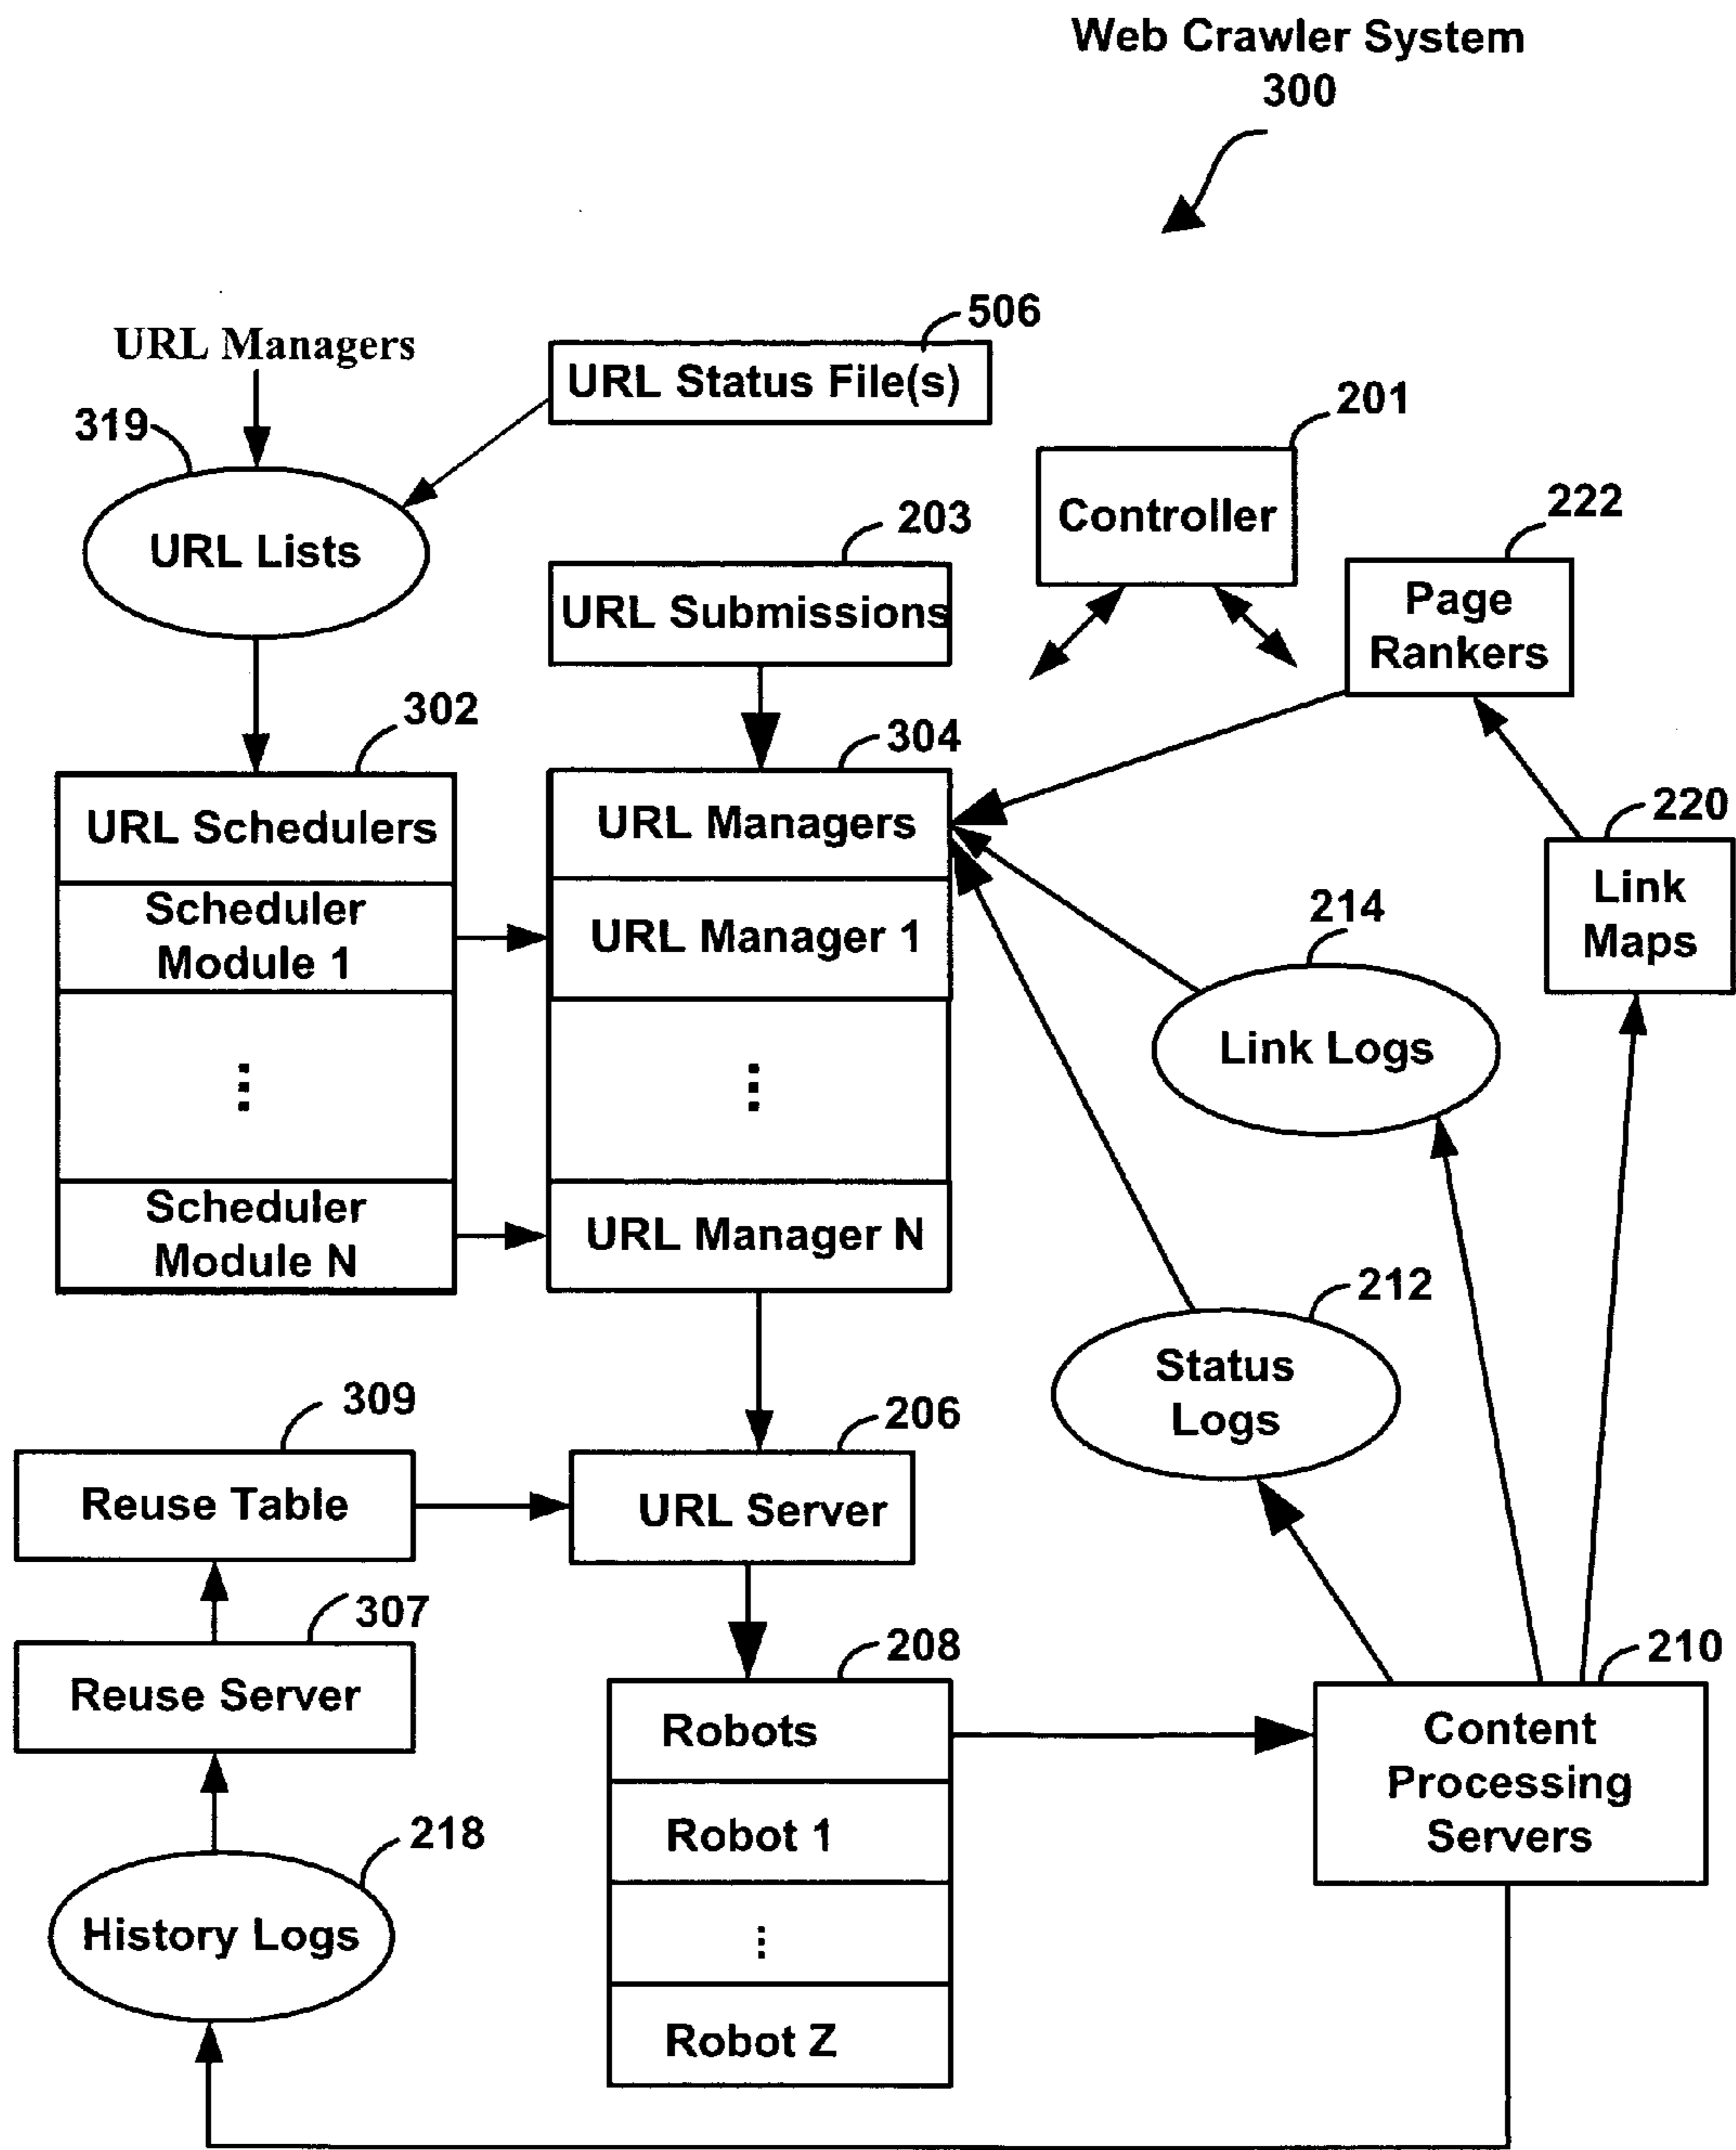 Web Crawler System
300
URL Managers
506
URL Status File(s)
319
201
URL Lists
203
Controller
222
URL Submissions
Page
Rankers
302
304
220
URL Schedulers
URL Managers
Link
Maps
Scheduler
Module 1
URL Manager 1
214
Link Logs
⋮
⋮
Scheduler
Module N
URL Manager N
212
Status
Logs
309
206
Reuse Table
URL Server
307
208
210
Reuse Server
Robots
Content
Processing
Servers
218
Robot 1
History Logs
⋮
Robot Z